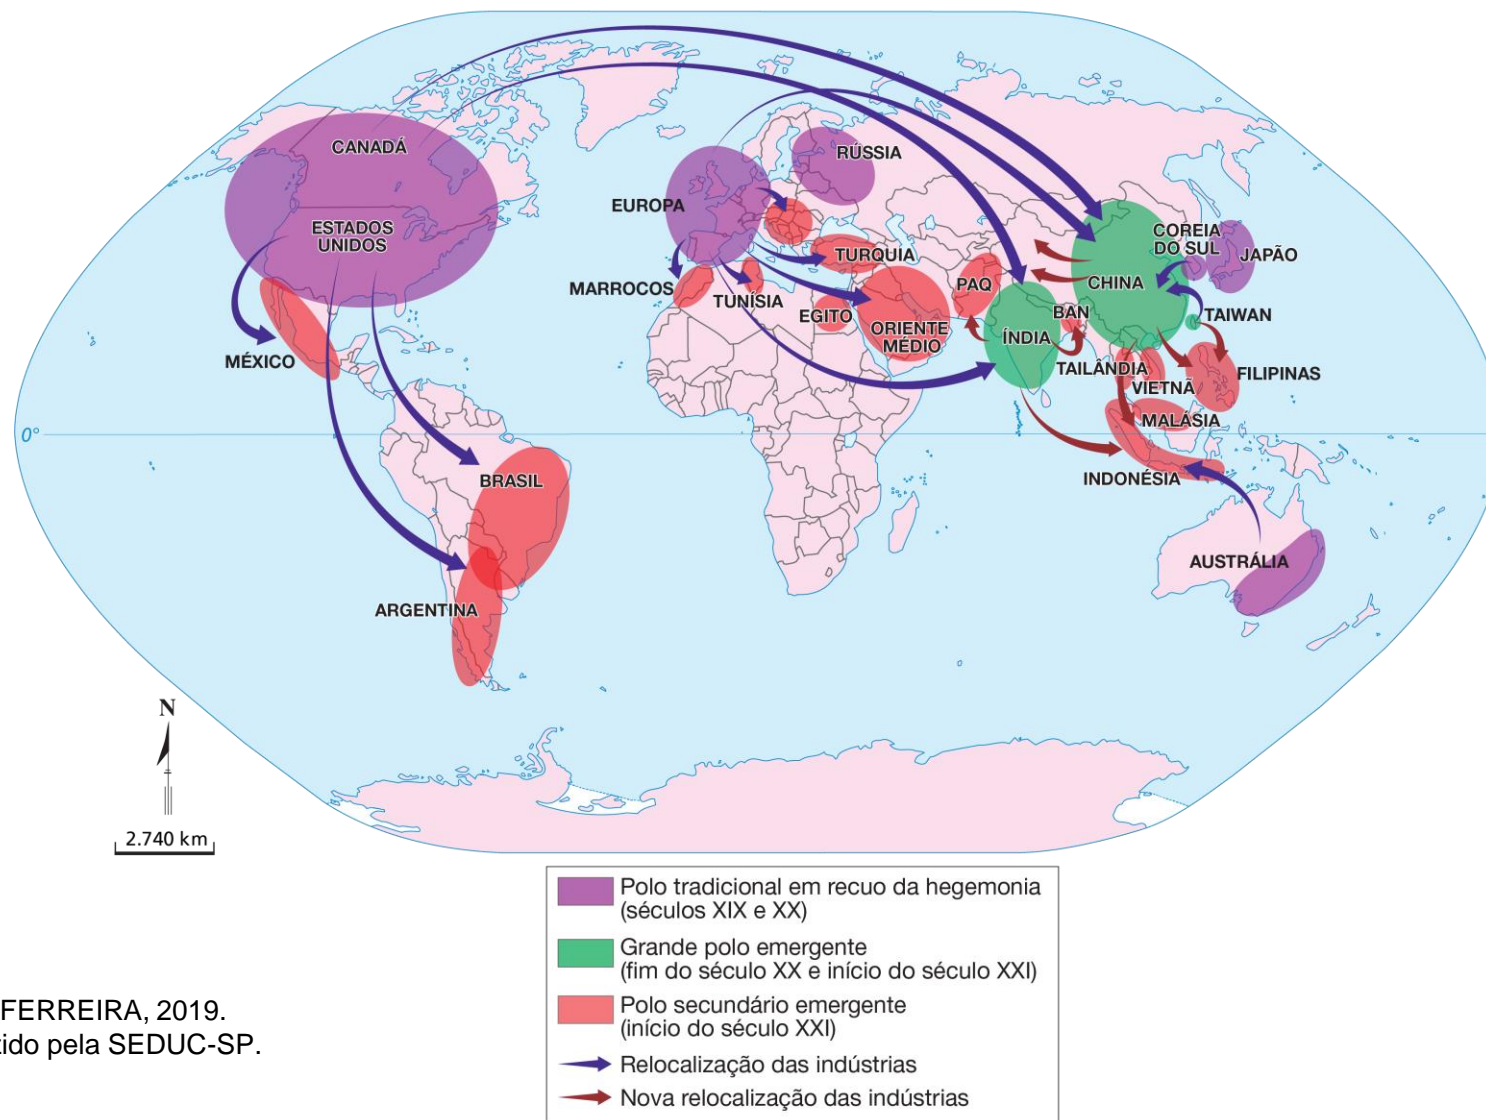 CANADÁ
ESTADOS
UNIDOS
MÉXICO
BRASIL
ARGENTINA
EUROPA
RÚSSIA
MARROCOS
TUNÍSIA
TURQUIA
EGITO
ORIENTE
MÉDIO
PAQ
ÍNDIA
BAN
CHINA
COREIA
DO SUL
JAPÃO
TAIWAN
TAILÂNDIA
VIETNÃ
FILIPINAS
MALÁSIA
INDONÉSIA
AUSTRÁLIA
0°
N
2.740 km
Polo tradicional em recuo da hegemonia
(séculos XIX e XX)
Grande polo emergente
(fim do século XX e início do século XXI)
Polo secundário emergente
(início do século XXI)
Relocalização das indústrias
Nova relocalização das indústrias
FERREIRA, 2019.
ido pela SEDUC-SP.